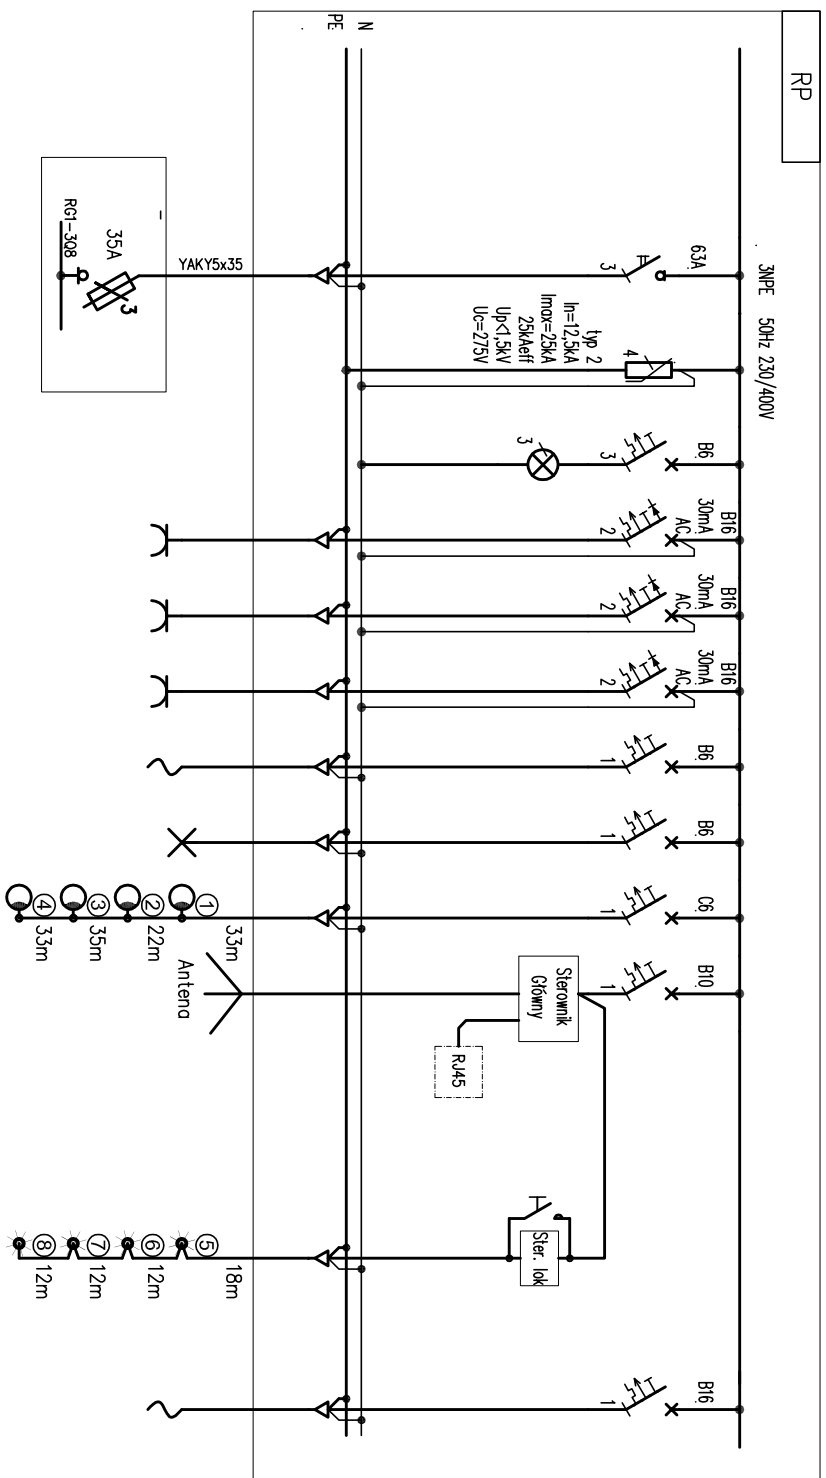 RP
3NPE 50Hz 230/400V
N
PE
63A
3
YAKY5x35
35A
3
RG1-3Q8
4
typ 2
In=12,5kA
Imax=25kA
25kAeff
Up<1,5kV
Uc=275V
B6
3
3
B16
30mA
AC
2
B16
30mA
AC
2
B16
30mA
AC
2
B6
1
B6
1
C6
1
1 33m
2 22m
3 35m
4 33m
B10
1
Sterownik
Główny
RJ45
Antena
Ster. lok
5 18m
6 12m
7 12m
8 12m
B16
1